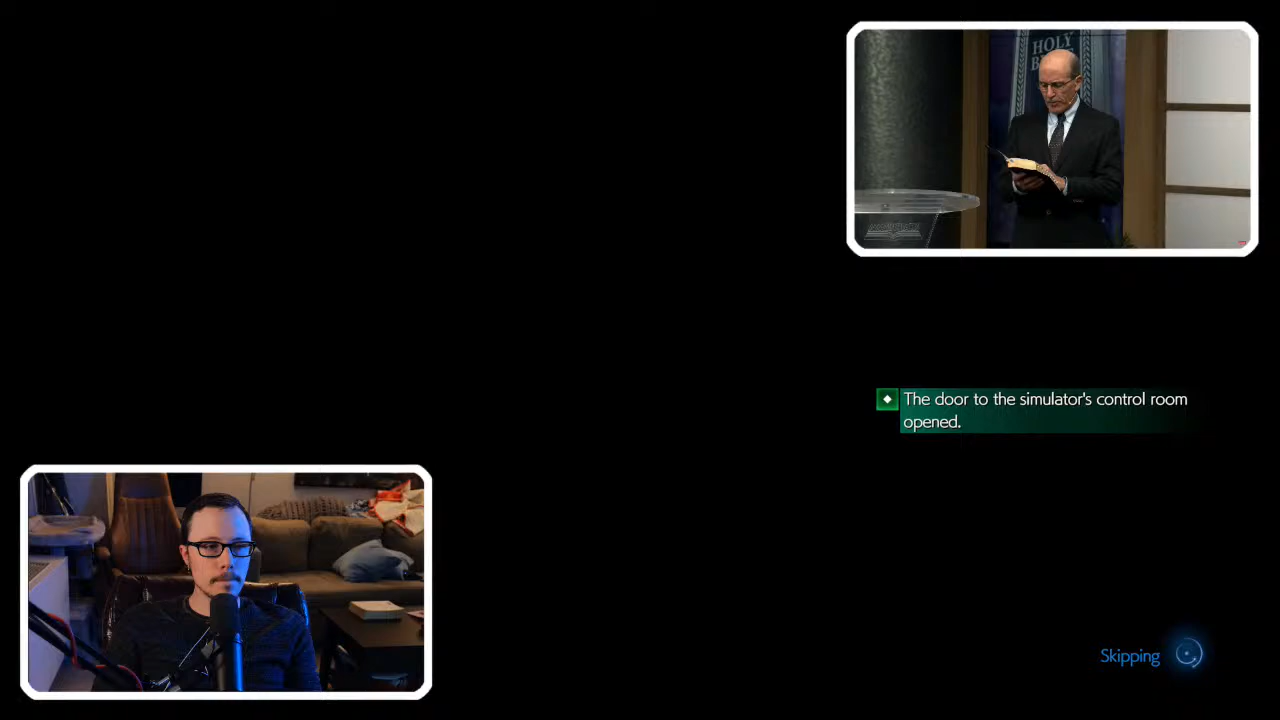 HOLY
The door to the simulator's control room
opened.
Skipping